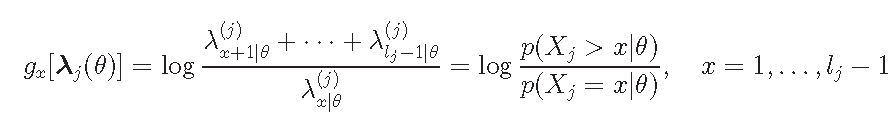 $$g_x[\boldsymbol{\lambda}_j(\theta)] = \log \frac{\lambda^{(j)}_{x+1|\theta} + \cdots + \lambda^{(j)}_{l_j-1|\theta}}{\lambda^{(j)}_{x|\theta}} = \log \frac{p(X_j > x|\theta)}{p(X_j = x|\theta)}, \quad x = 1, \ldots, l_j - 1$$